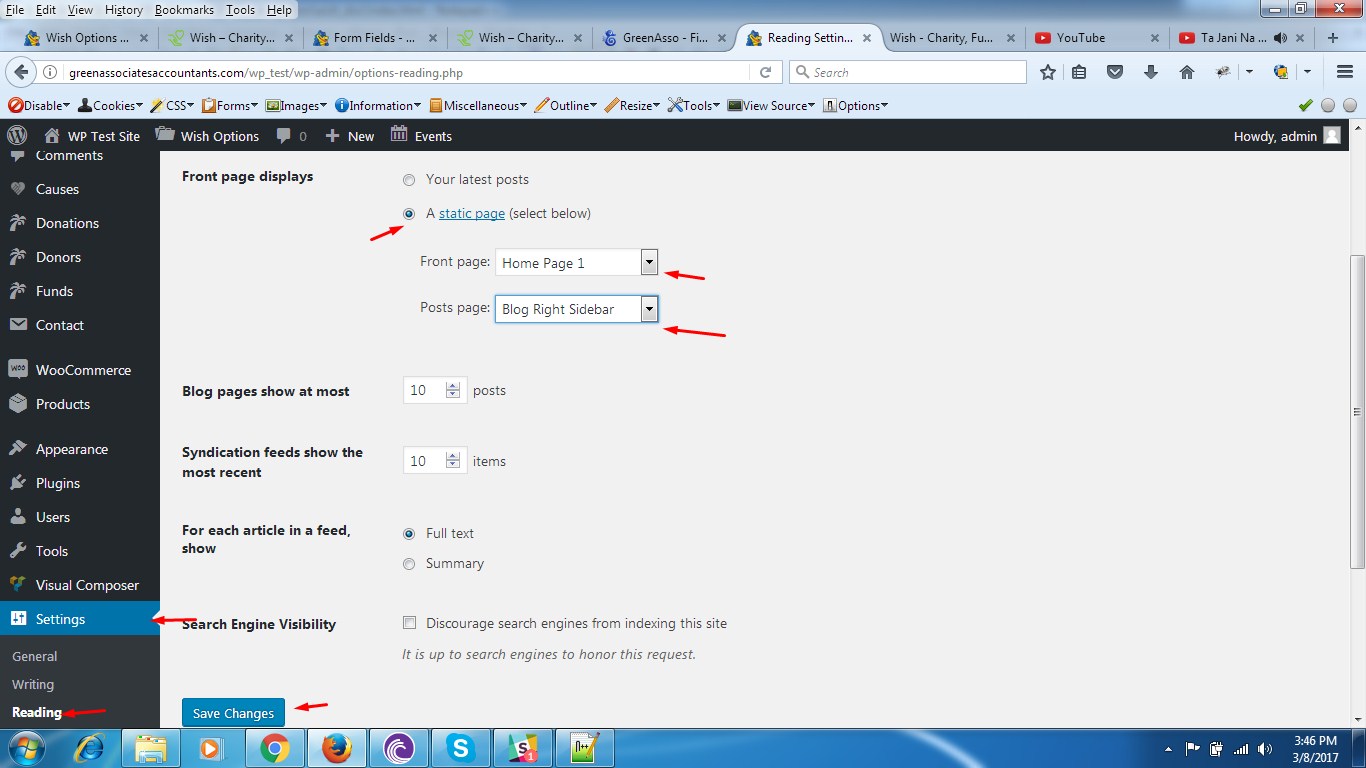 File Edit View History Bookmarks Tools Help
Wish Options ... Wish – Charity... Form Fields - ... Wish – Charity... GreenAsso - Fi... Reading Settin... Wish - Charity, Fu... YouTube Ta Jani Na ...
greenassociatesaccountants.com/wp_test/wp-admin/options-reading.php Search
Disable Cookies CSS Forms Images Information Miscellaneous Outline Resize Tools View Source Options
WP Test Site Wish Options 0 New Events Howdy, admin
Comments
Causes
Donations
Donors
Funds
Contact
WooCommerce
Products
Appearance
Plugins
Users
Tools
Visual Composer
Settings
General
Writing
Reading
Front page displays
Your latest posts
A static page (select below)
Front page: Home Page 1
Posts page: Blog Right Sidebar
Blog pages show at most 10 posts
Syndication feeds show the
most recent
10 items
For each article in a feed,
show
Full text
Summary
Search Engine Visibility
Discourage search engines from indexing this site
It is up to search engines to honor this request.
Save Changes
3:46 PM
3/8/2017